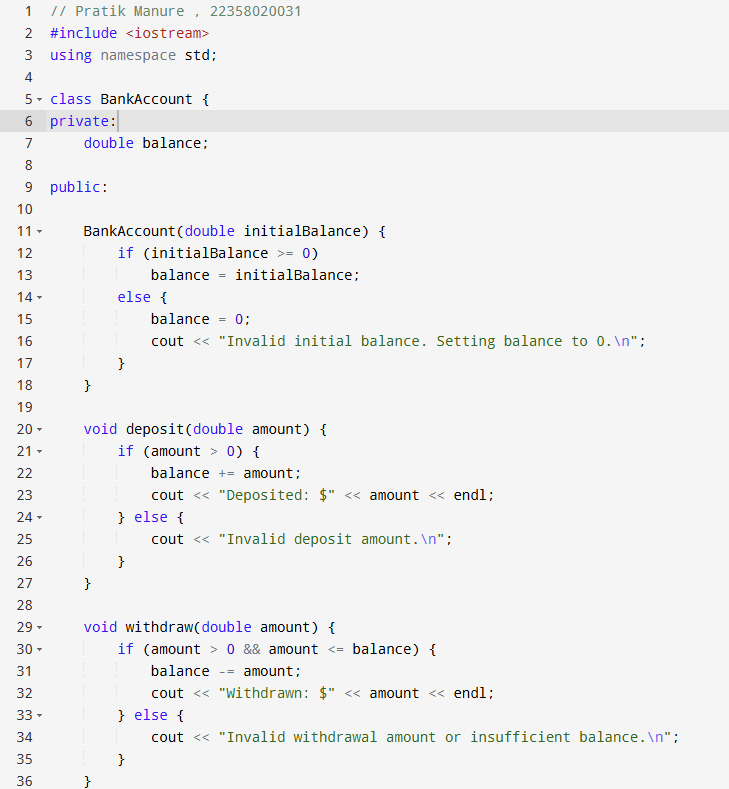 1 // Pratik Manure , 22358020031
2 #include <iostream>
3 using namespace std;
4
5 class BankAccount {
6 private:
7     double balance;
8
9 public:
10
11     BankAccount(double initialBalance) {
12         if (initialBalance >= 0)
13             balance = initialBalance;
14         else {
15             balance = 0;
16             cout << "Invalid initial balance. Setting balance to 0.\n";
17         }
18     }
19
20     void deposit(double amount) {
21         if (amount > 0) {
22             balance += amount;
23             cout << "Deposited: $" << amount << endl;
24         } else {
25             cout << "Invalid deposit amount.\n";
26         }
27     }
28
29     void withdraw(double amount) {
30         if (amount > 0 && amount <= balance) {
31             balance -= amount;
32             cout << "Withdrawn: $" << amount << endl;
33         } else {
34             cout << "Invalid withdrawal amount or insufficient balance.\n";
35         }
36     }